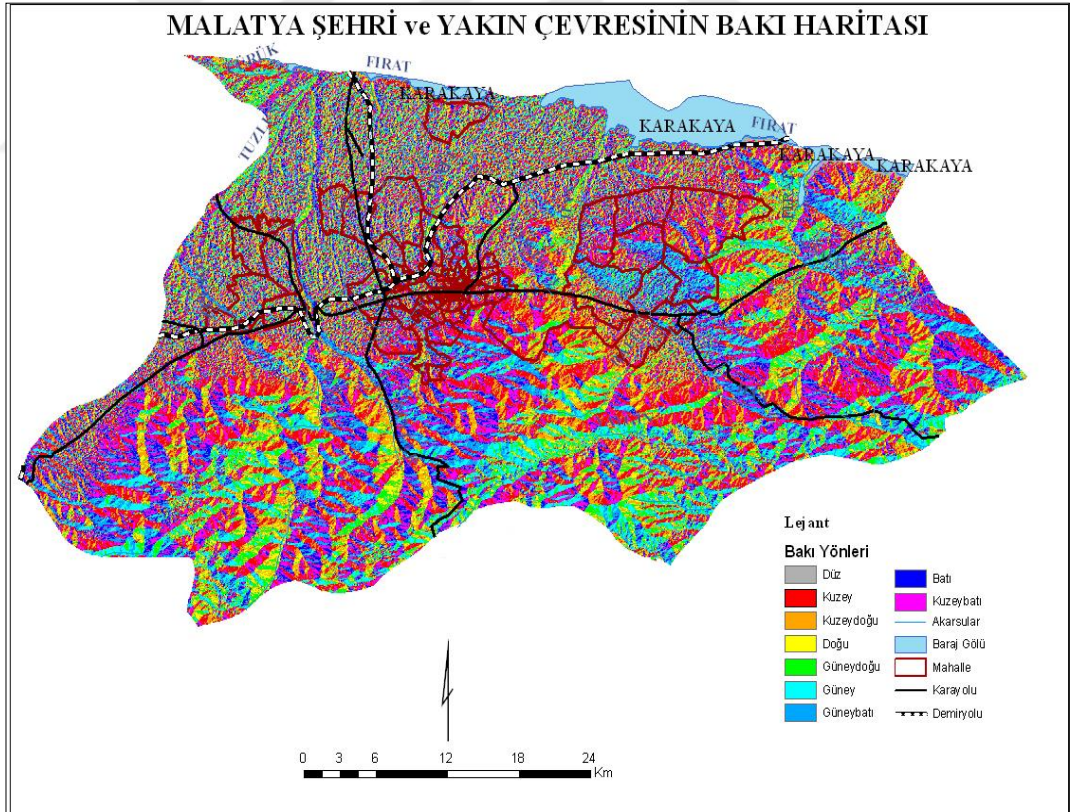 MALATYA ŞEHRİ ve YAKIN ÇEVRESİNİN BAKI HARİTASI
FIRAT
KARAKAYA
KARAKAYA
FIRAT
KARAKAYA
KARAKAYA
Lejant
Bakı Yönleri
Düz
Kuzey
Kuzeydoğu
Doğu
Güneydoğu
Güney
Güneybatı
Batı
Kuzeybatı
Akarsular
Baraj Gölü
Mahalle
Karayolu
Demiryolu
0 3 6 12 18 24
Km